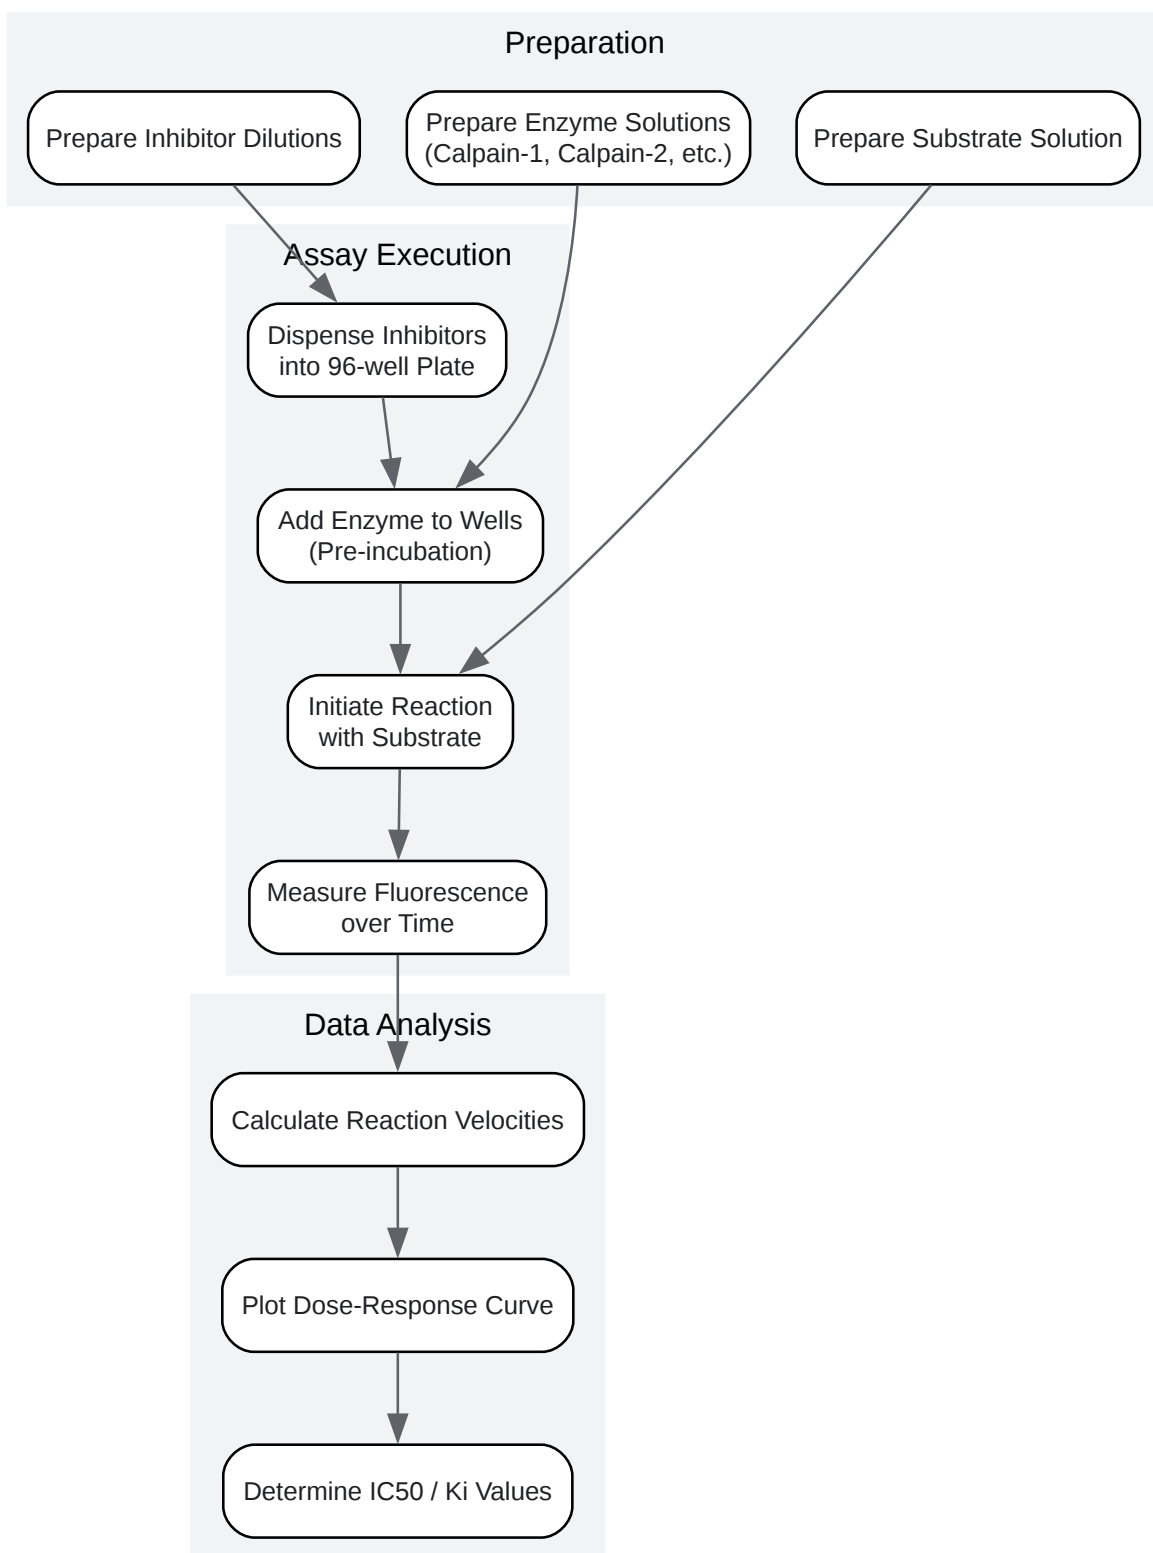 Preparation
Prepare Inhibitor Dilutions
Prepare Enzyme Solutions
(Calpain-1, Calpain-2, etc.)
Prepare Substrate Solution
Assay Execution
Dispense Inhibitors
into 96-well Plate
Add Enzyme to Wells
(Pre-incubation)
Initiate Reaction
with Substrate
Measure Fluorescence
over Time
Data Analysis
Calculate Reaction Velocities
Plot Dose-Response Curve
Determine IC50 / Ki Values